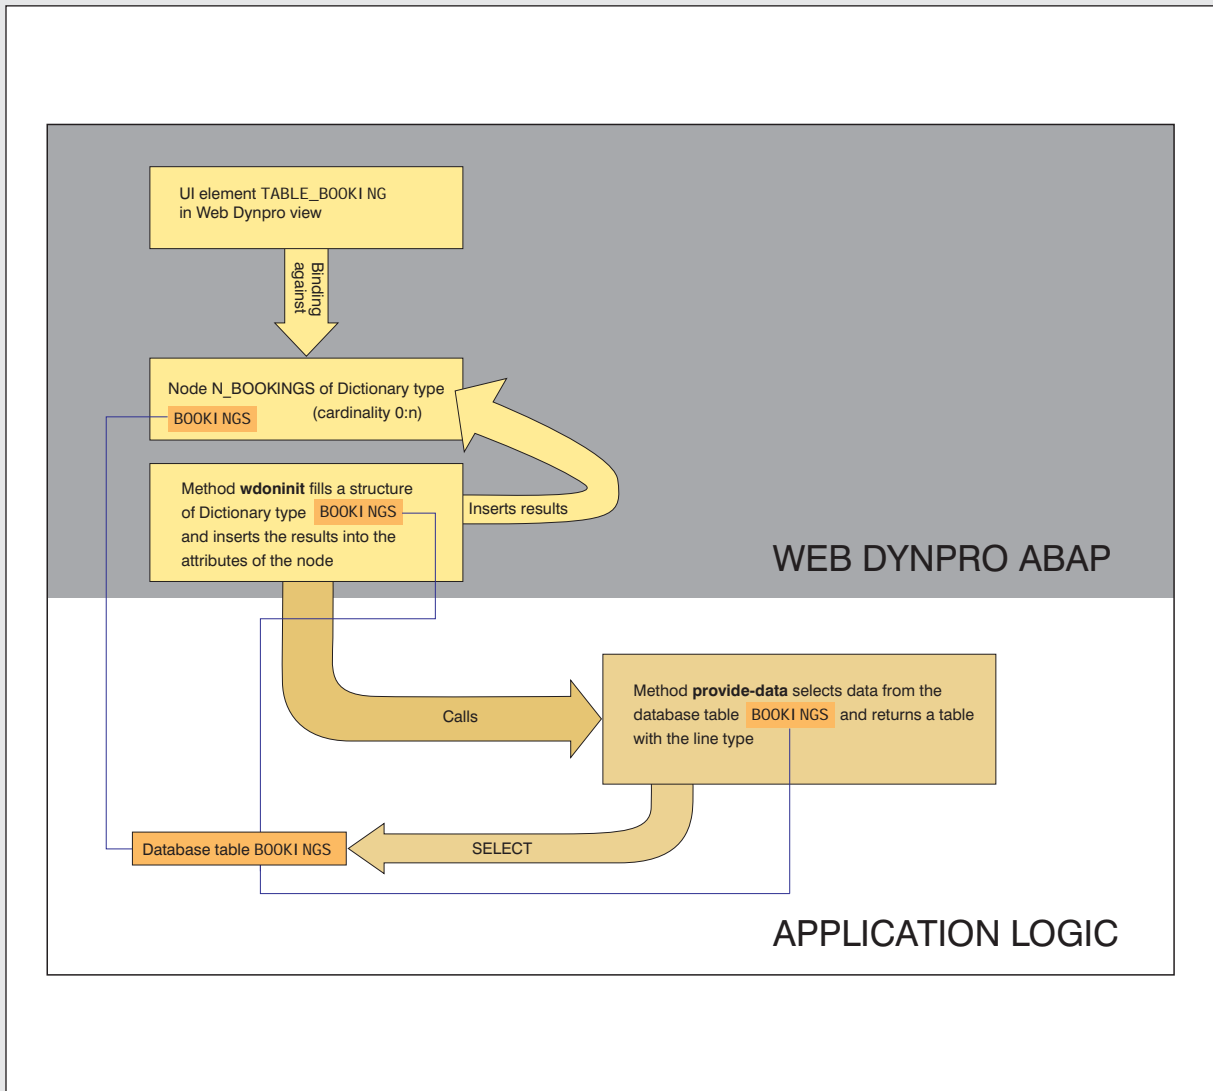 UI element TABLE_BOOKING
in Web Dynpro view
Binding
against
Node N_BOOKINGS of Dictionary type
BOOKINGS (cardinality 0:n)
Method wdoninit fills a structure
of Dictionary type BOOKINGS
and inserts the results into the
attributes of the node
Inserts results
WEB DYNPRO ABAP
Calls
Method provide-data selects data from the
database table BOOKINGS and returns a table
with the line type
Database table BOOKINGS
SELECT
APPLICATION LOGIC